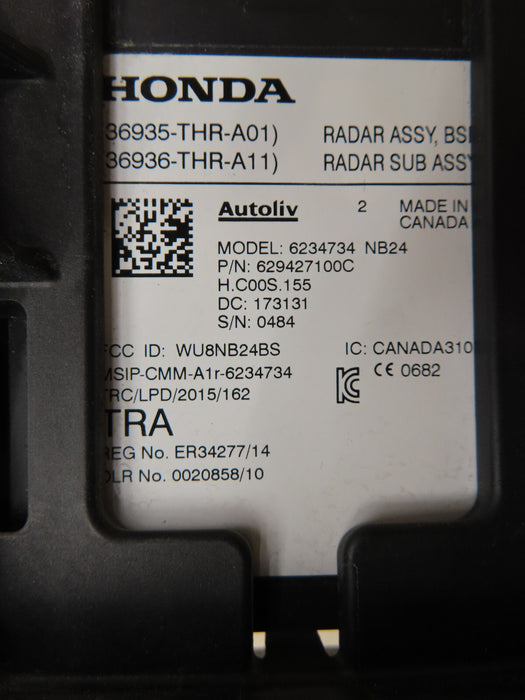 HONDA
36935-THR-A01) RADAR ASSY, BSI
36936-THR-A11) RADAR SUB ASSY
Autoliv 2 MADE IN
CANADA
MODEL: 6234734 NB24
P/N: 629427100C
H.C00S.155
DC: 173131
S/N: 0484
FCC ID: WU8NB24BS IC: CANADA310
MSIP-CMM-A1r-6234734 CE 0682
TRC/LPD/2015/162
TRA
REG No. ER34277/14
DLR No. 0020858/10